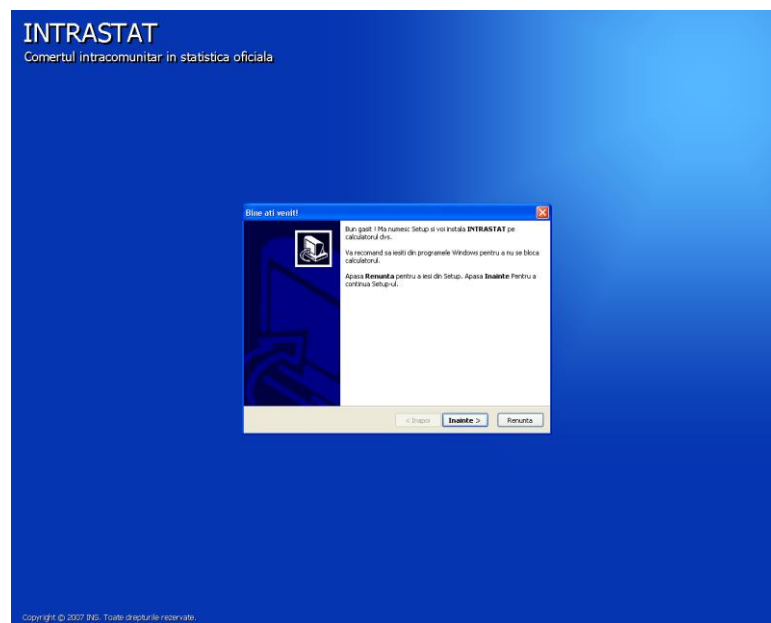 INTRASTAT
Comertul intracomunitar in statistica oficiala
Bine ati venit!
Bun gasit ! Ma numesc Setup si voi instala INTRASTAT pe
calculatorul dvs.
Va recomand sa iesiti din programele Windows pentru a nu se bloca
calculatorul.
Apasa Renunta pentru a iesi din Setup. Apasa Inainte Pentru a
continua Setup-ul.
< Inapoi
Inainte >
Renunta
Copyright © 2007 INS. Toate drepturile rezervate.